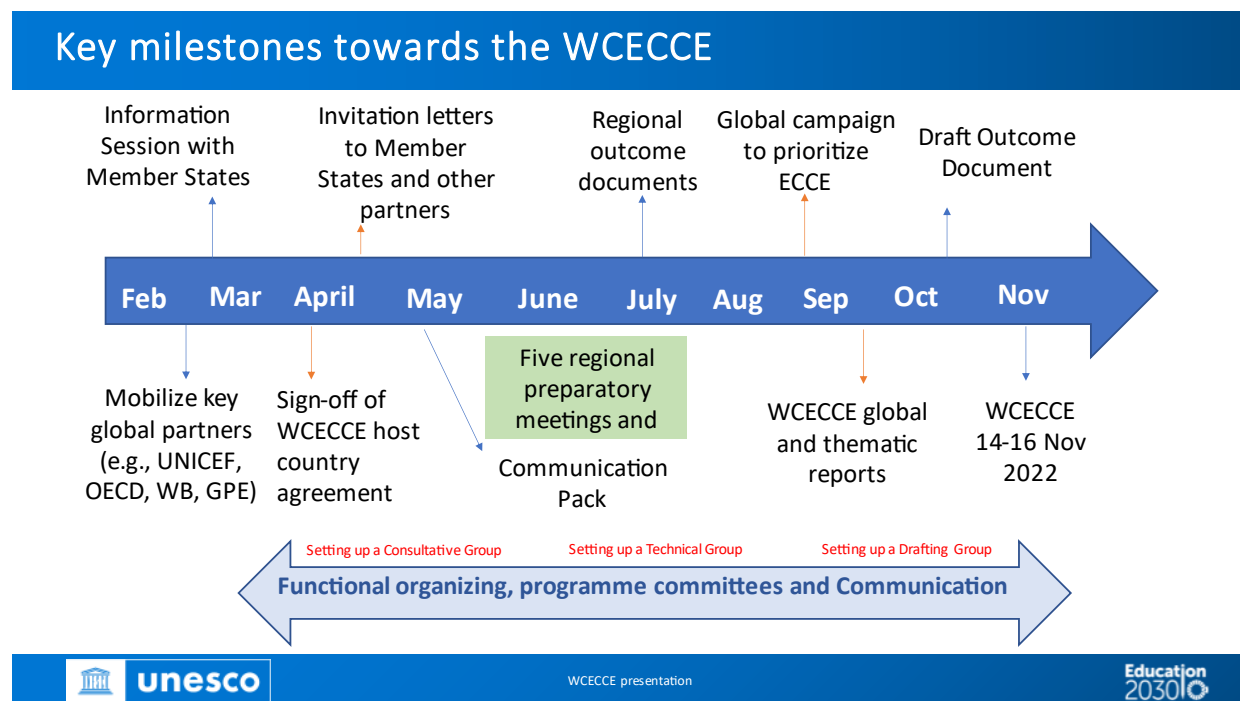 Key milestones towards the WCECCE
Information
Session with
Member States
Invitation letters
to Member
States and other
partners
Regional
outcome
documents
Global campaign
to prioritize
ECCE
Draft Outcome
Document
Feb
Mar
April
May
June
July
Aug
Sep
Oct
Nov
Mobilize key
global partners
(e.g., UNICEF,
OECD, WB, GPE)
Sign-off of
WCECCE host
country
agreement
Five regional
preparatory
meetings and
Communication
Pack
WCECCE global
and thematic
reports
WCECCE
14-16 Nov
2022
Setting up a Consultative Group
Setting up a Technical Group
Setting up a Drafting Group
Functional organizing, programme committees and Communication
unesco
WCECCE presentation
Education
2030